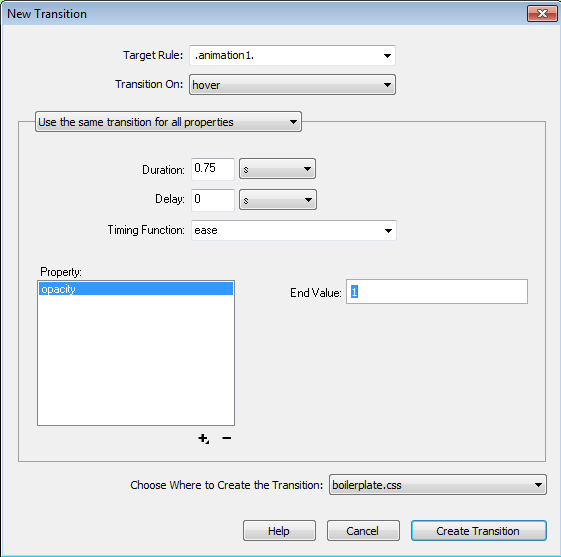 New Transition
Target Rule: .animation1.
Transition On: hover
Use the same transition for all properties
Duration: 0.75 s
Delay: 0 s
Timing Function: ease
Property:
opacity
End Value: 1
Choose Where to Create the Transition: boilerplate.css
Help Cancel Create Transition